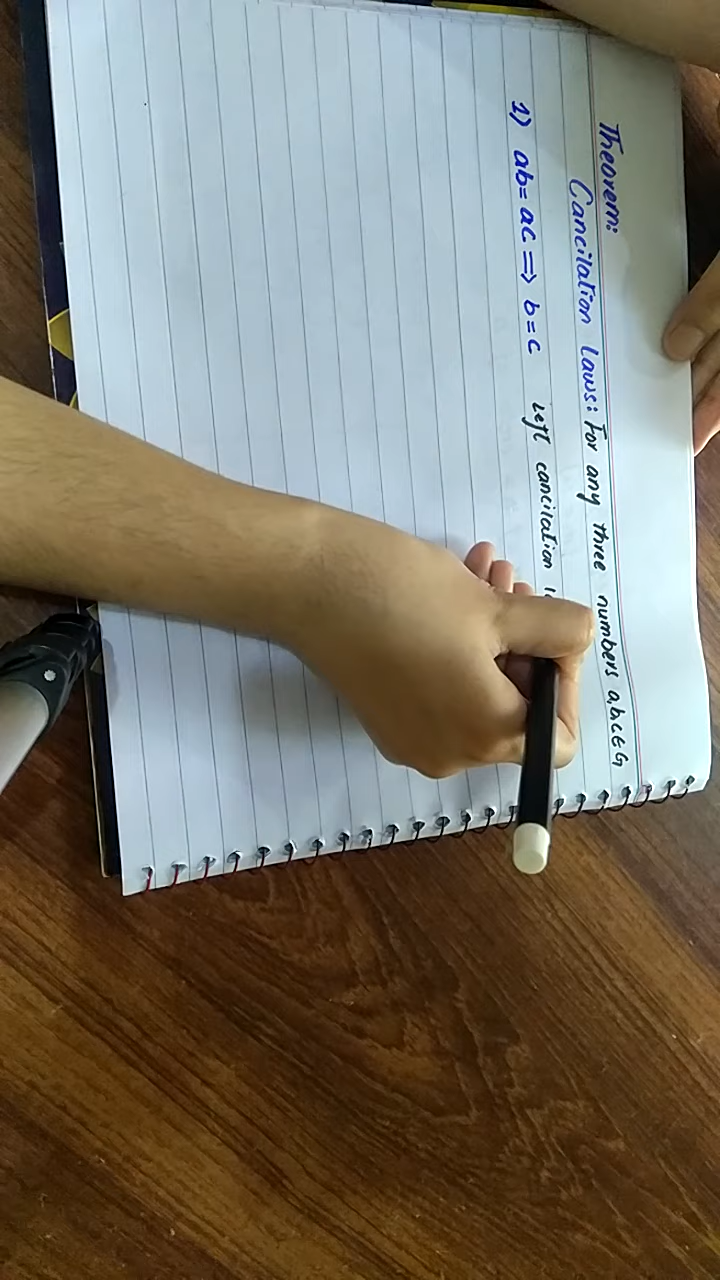 Theorem:
Cancilation Laws: For any three numbers a,b,c∈G
1) ab=ac ⇒ b=c Left cancilation